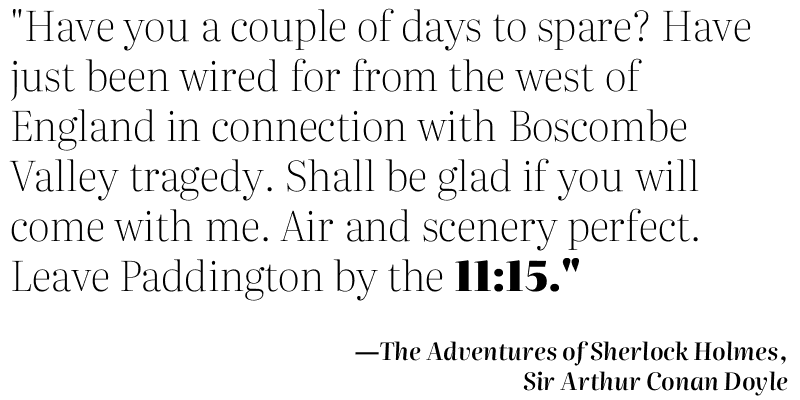 "Have you a couple of days to spare? Have
just been wired for from the west of
England in connection with Boscombe
Valley tragedy. Shall be glad if you will
come with me. Air and scenery perfect.
Leave Paddington by the 11:15."
—The Adventures of Sherlock Holmes,
Sir Arthur Conan Doyle